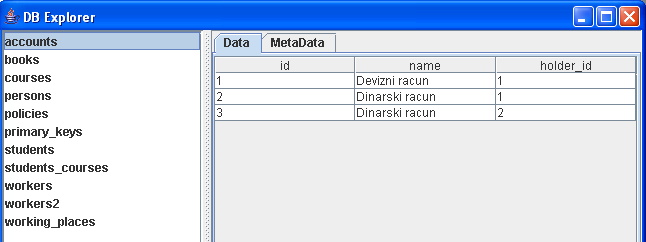 DB Explorer
accounts
books
courses
persons
policies
primary_keys
students
students_courses
workers
workers2
working_places
Data MetaData
id name holder_id
1 Devizni racun 1
2 Dinarski racun 1
3 Dinarski racun 2